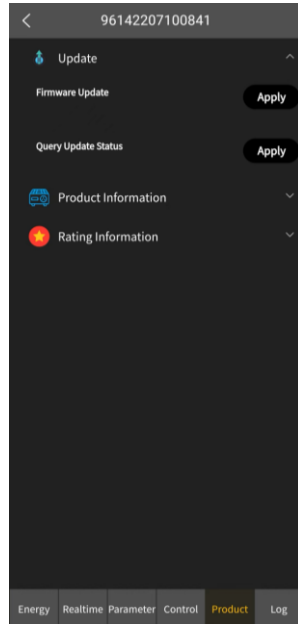 96142207100841
Update
Firmware Update Apply
Query Update Status Apply
Product Information
Rating Information
Energy Realtime Parameter Control Product Log